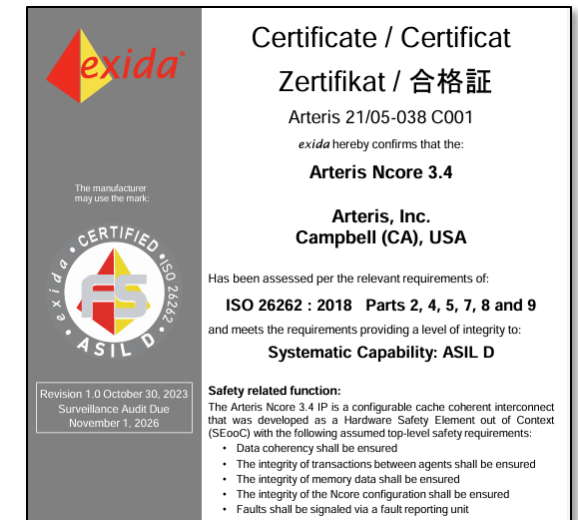 exida
Certificate / Certificat
Zertifikat / 合格証
Arteris 21/05-038 C001
exida hereby confirms that the:
Arteris Ncore 3.4
Arteris, Inc.
Campbell (CA), USA
The manufacturer
may use the mark:
exida • CERTIFIED • ISO 26262 • ASIL D •
FS
Has been assessed per the relevant requirements of:
ISO 26262 : 2018 Parts 2, 4, 5, 7, 8 and 9
and meets the requirements providing a level of integrity to:
Systematic Capability: ASIL D
Revision 1.0 October 30, 2023
Surveillance Audit Due
November 1, 2026
Safety related function:
The Arteris Ncore 3.4 IP is a configurable cache coherent interconnect
that was developed as a Hardware Safety Element out of Context
(SEooC) with the following assumed top-level safety requirements:
• Data coherency shall be ensured
• The integrity of transactions between agents shall be ensured
• The integrity of memory data shall be ensured
• The integrity of the Ncore configuration shall be ensured
• Faults shall be signaled via a fault reporting unit